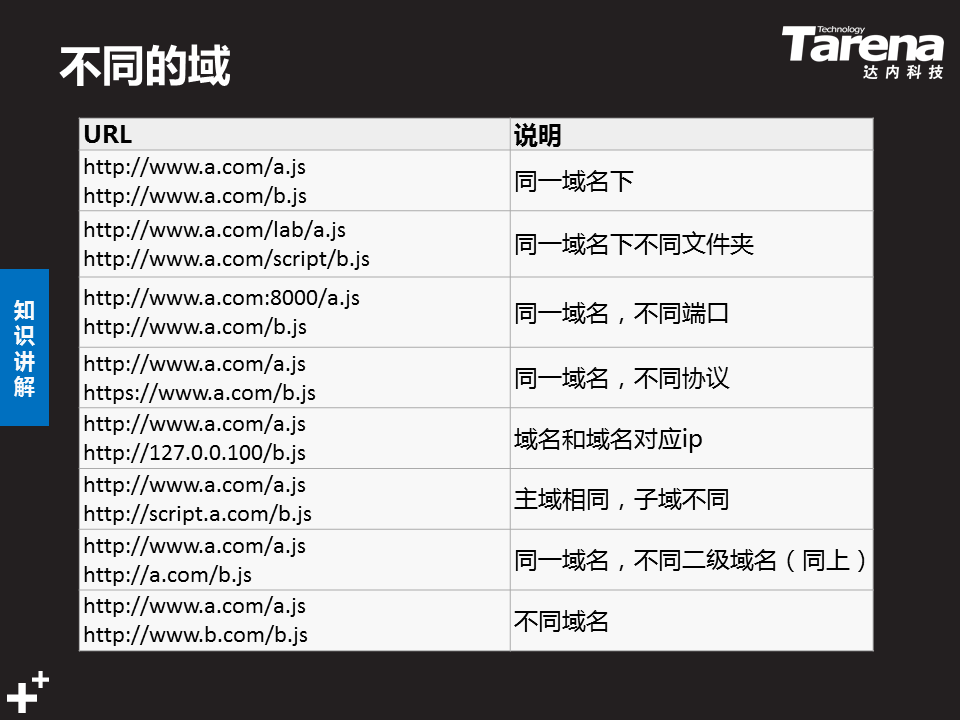 不同的域
Technology
Tarena
达内科技
URL
说明
http://www.a.com/a.js
http://www.a.com/b.js
同一域名下
http://www.a.com/lab/a.js
http://www.a.com/script/b.js
同一域名下不同文件夹
http://www.a.com:8000/a.js
http://www.a.com/b.js
同一域名，不同端口
http://www.a.com/a.js
https://www.a.com/b.js
同一域名，不同协议
http://www.a.com/a.js
http://127.0.0.100/b.js
域名和域名对应ip
http://www.a.com/a.js
http://script.a.com/b.js
主域相同，子域不同
http://www.a.com/a.js
http://a.com/b.js
同一域名，不同二级域名（同上）
http://www.a.com/a.js
http://www.b.com/b.js
不同域名
知识讲解